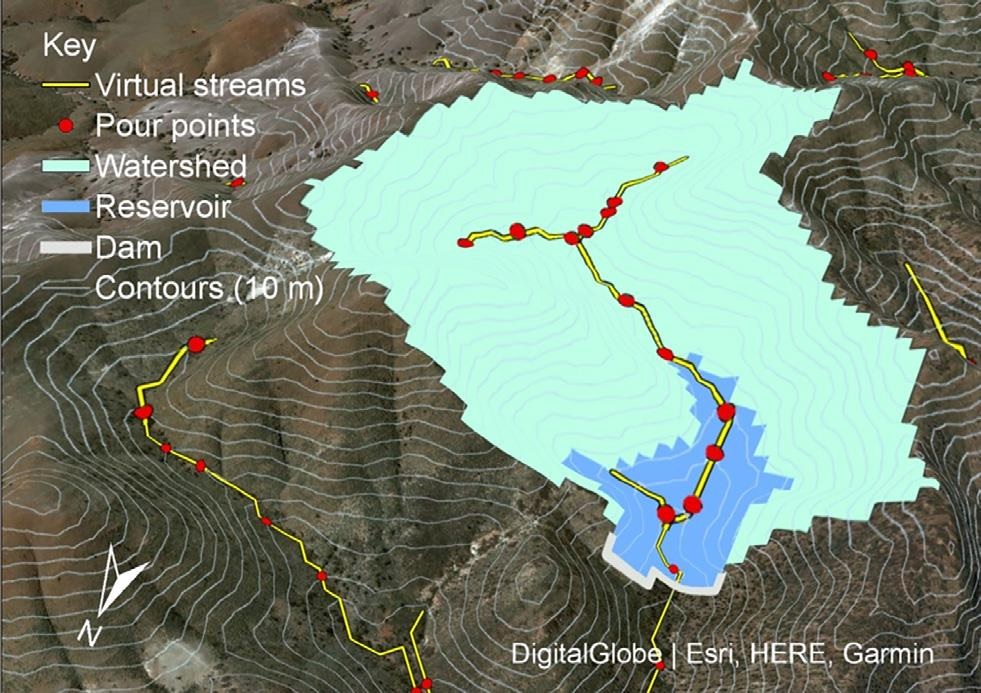 Key
Virtual streams
Pour points
Watershed
Reservoir
Dam
Contours (10 m)
N
DigitalGlobe | Esri, HERE, Garmin